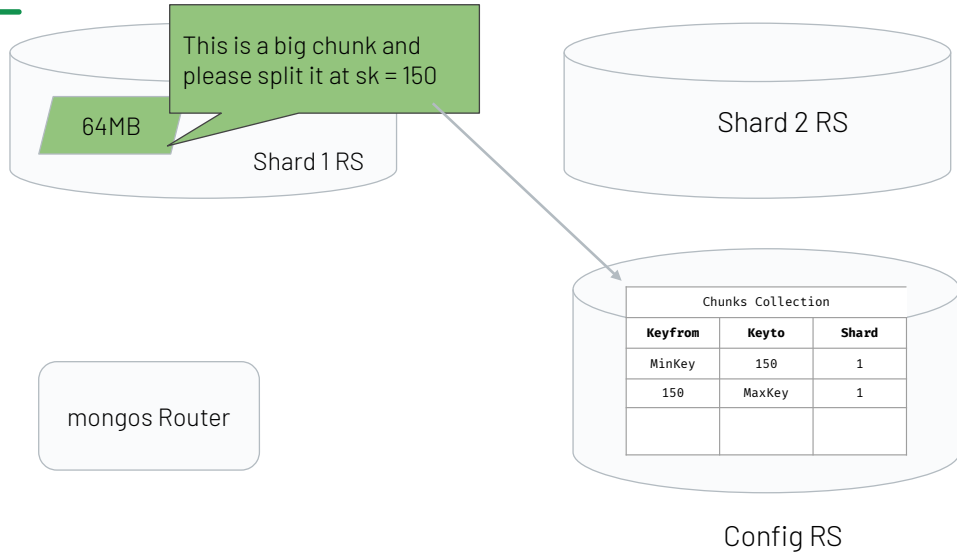 This is a big chunk and
please split it at sk = 150
64MB
Shard 1 RS
Shard 2 RS
Chunks Collection
Keyfrom Keyto Shard
MinKey 150 1
150 MaxKey 1
mongos Router
Config RS